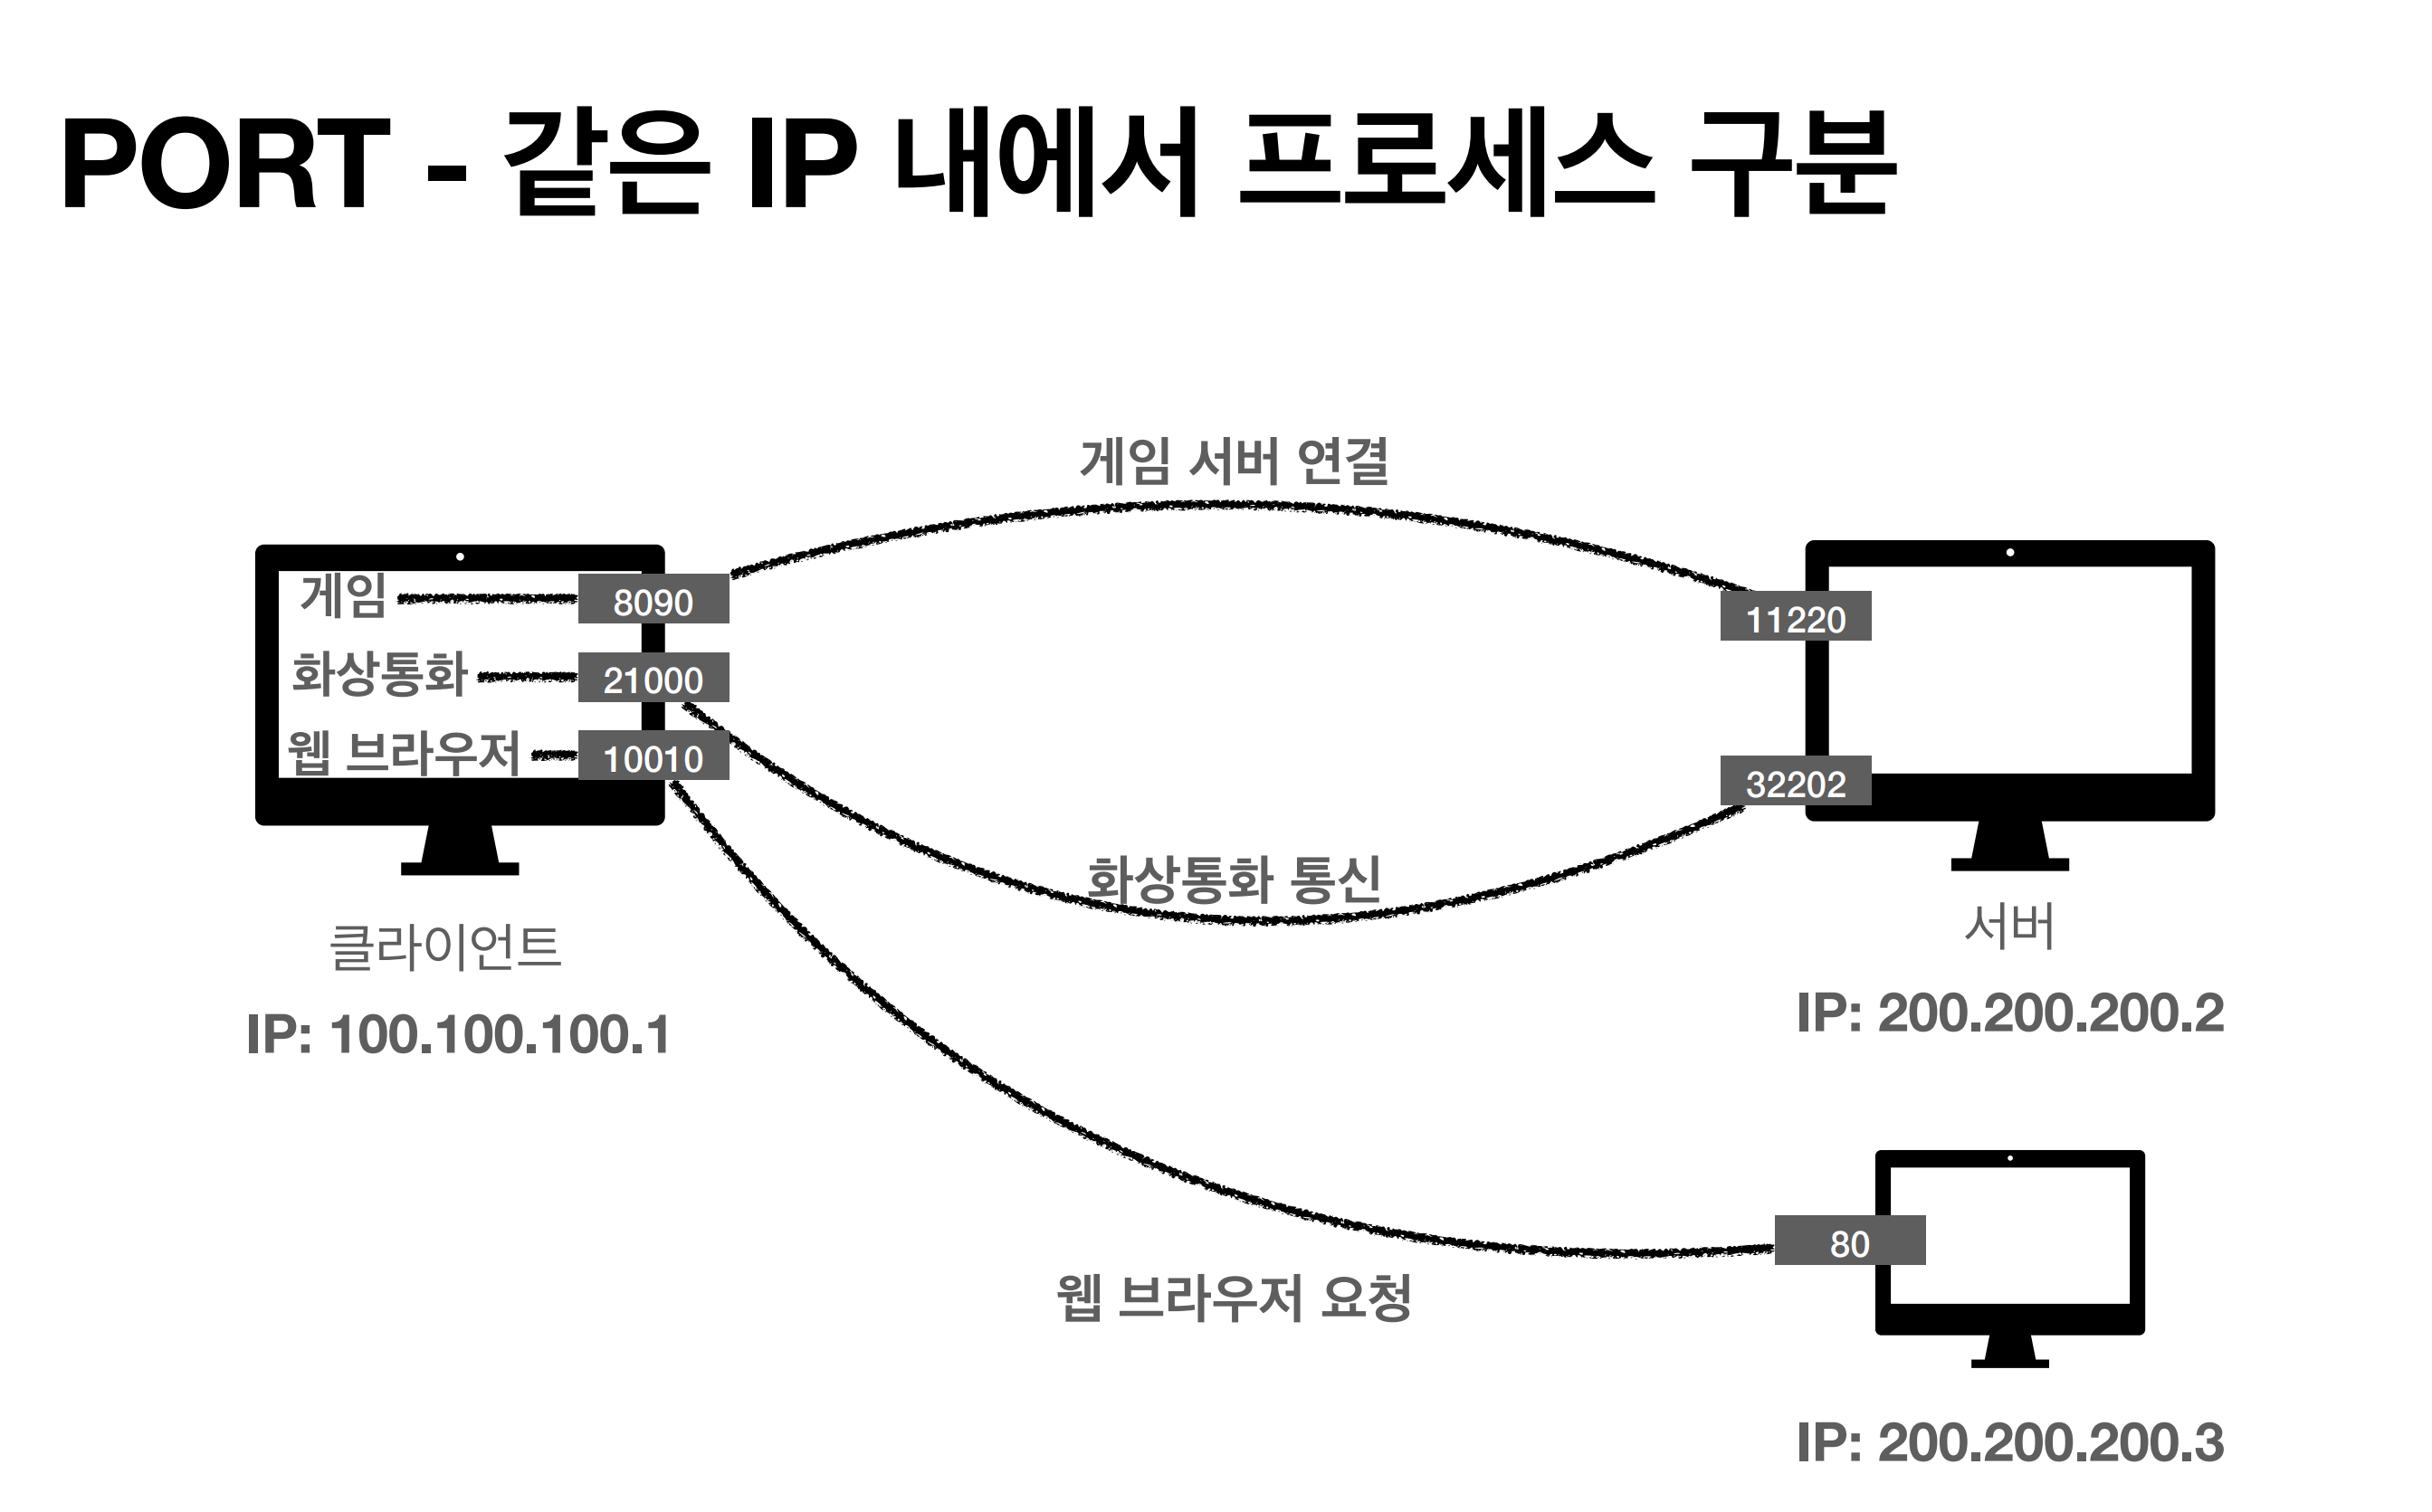 PORT - 같은 IP 내에서 프로세스 구분
게임 서버 연결
게임
8090
11220
화상통화
21000
웹 브라우저
10010
32202
화상통화 통신
클라이언트
IP: 100.100.100.1
서버
IP: 200.200.200.2
80
웹 브라우저 요청
IP: 200.200.200.3